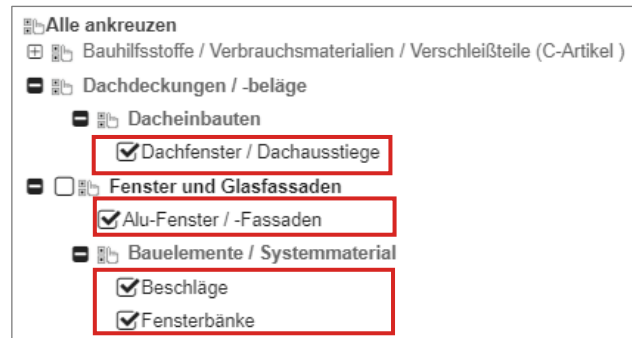 Alle ankreuzen
Bauhilfsstoffe / Verbrauchsmaterialien / Verschleißteile (C-Artikel )
Dachdeckungen / -beläge
Dacheinbauten
Dachfenster / Dachausstiege
Fenster und Glasfassaden
Alu-Fenster / -Fassaden
Bauelemente / Systemmaterial
Beschläge
Fensterbänke